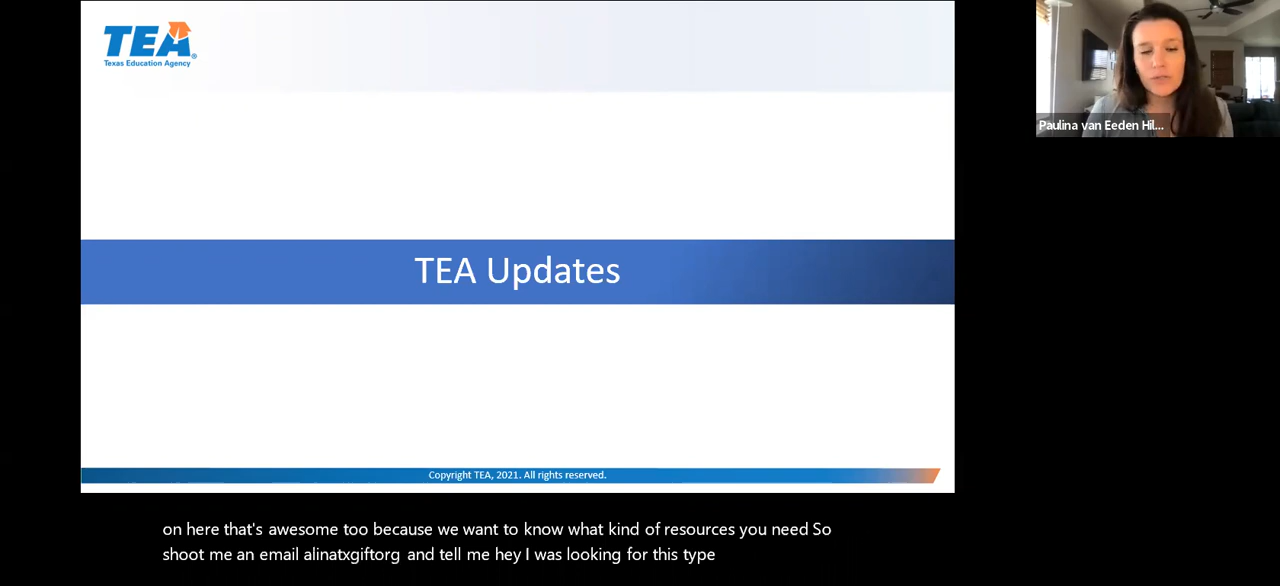 TEA
Texas Education Agency
Paulina van Eeden Hil...
TEA Updates
Copyright TEA, 2021. All rights reserved.
on here that's awesome too because we want to know what kind of resources you need So
shoot me an email alinatxgiftorg and tell me hey I was looking for this type